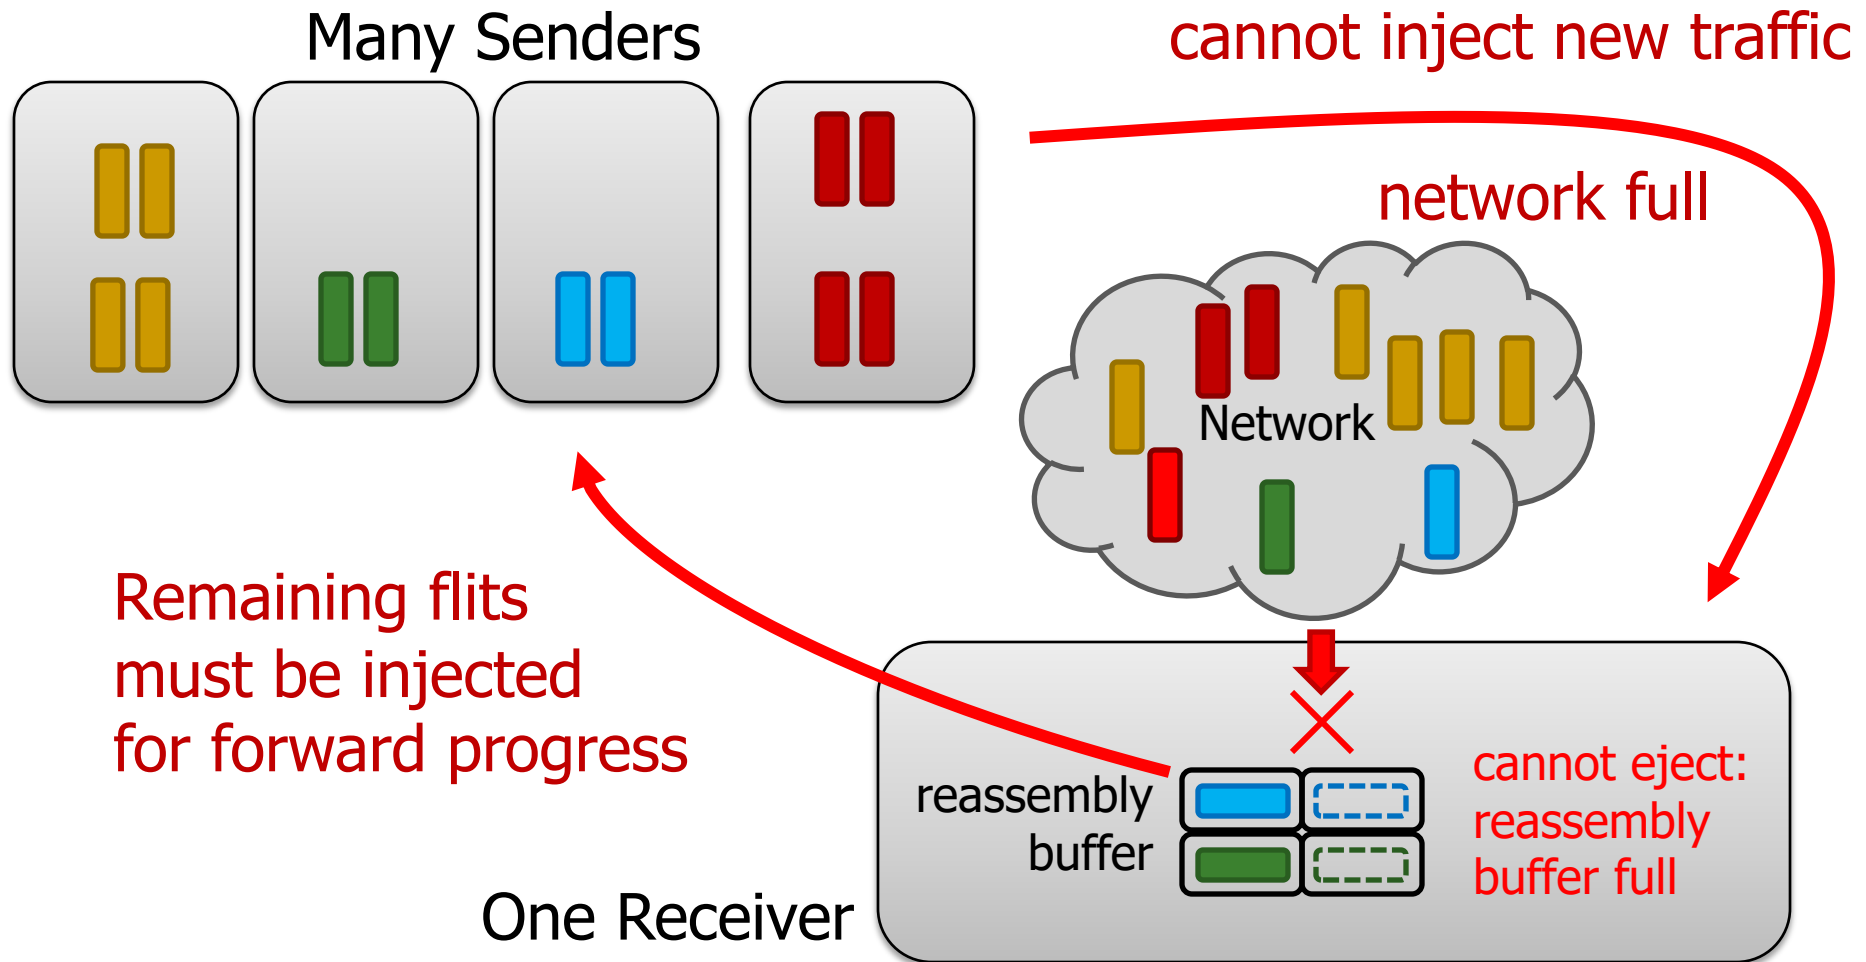 Many Senders
cannot inject new traffic
network full
Network
Remaining flits
must be injected
for forward progress
reassembly
buffer
cannot eject:
reassembly
buffer full
One Receiver